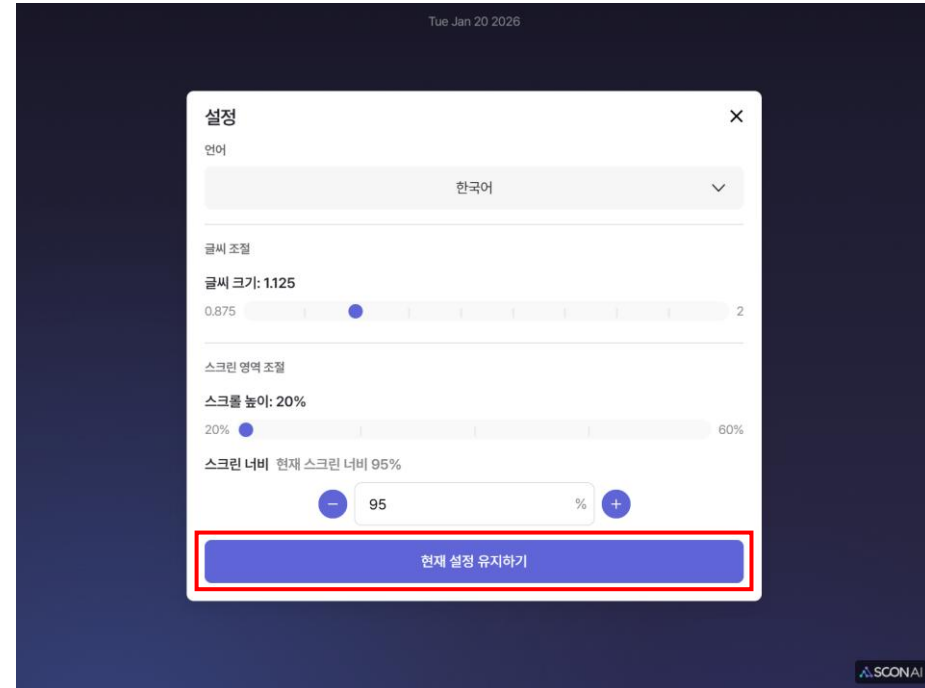 Tue Jan 20 2026
설정
언어
한국어
글씨 조절
글씨 크기: 1.125
0.875 2
스크린 영역 조절
스크롤 높이: 20%
20% 60%
스크린 너비 현재 스크린 너비 95%
95 %
현재 설정 유지하기
SCONAI